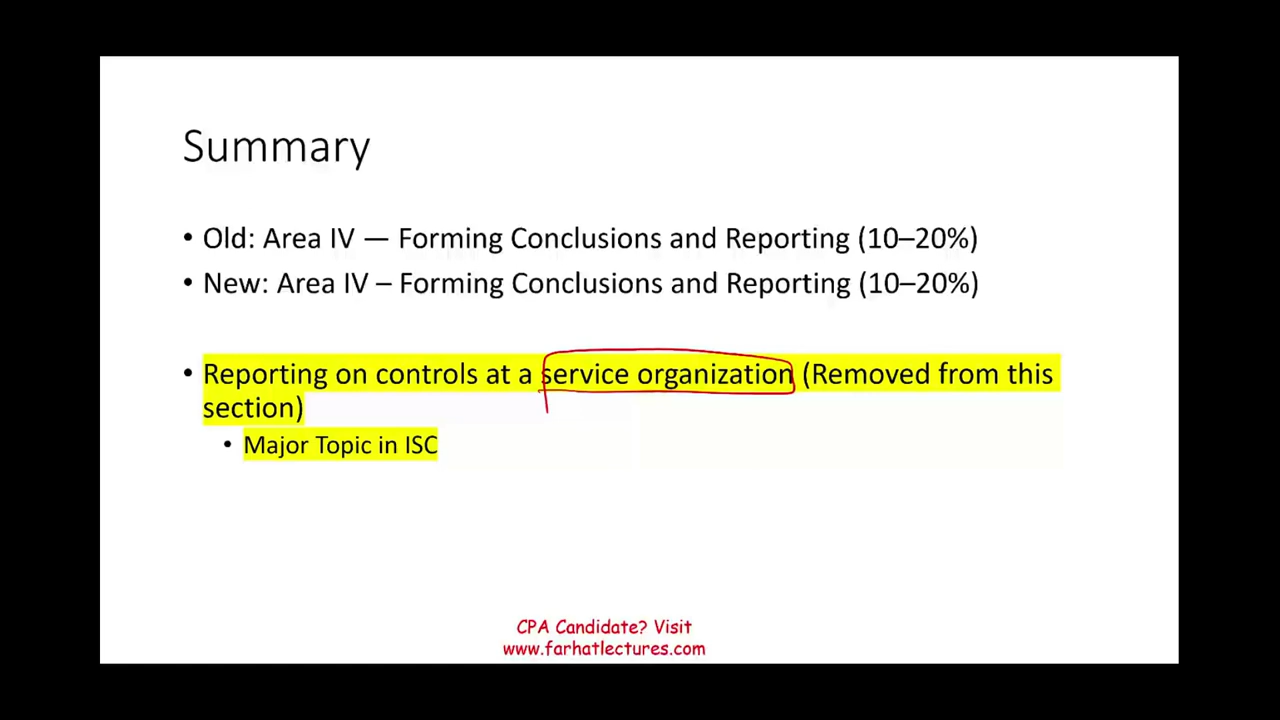 Summary
• Old: Area IV — Forming Conclusions and Reporting (10–20%)
• New: Area IV – Forming Conclusions and Reporting (10–20%)
• Reporting on controls at a service organization (Removed from this
section)
• Major Topic in ISC
CPA Candidate? Visit
www.farhatlectures.com